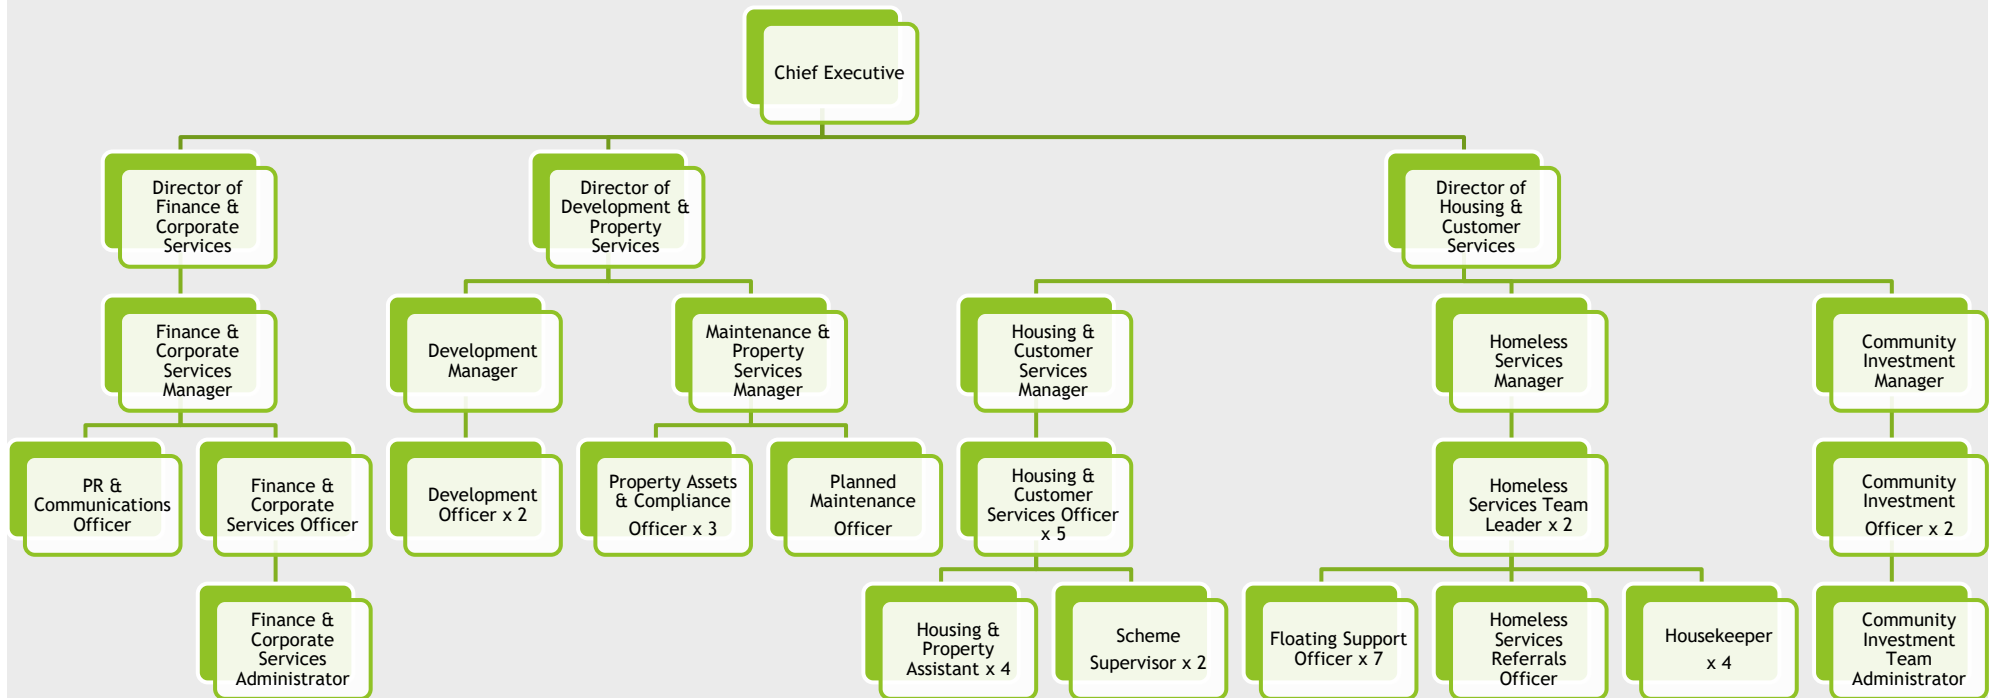 Chief Executive
Director of
Finance &
Corporate
Services
Director of
Development &
Property
Services
Director of
Housing &
Customer
Services
Finance &
Corporate
Services
Manager
Development
Manager
Maintenance &
Property
Services
Manager
Housing &
Customer
Services
Manager
Homeless
Services
Manager
Community
Investment
Manager
PR &
Communications
Officer
Finance &
Corporate
Services Officer
Development
Officer x 2
Property Assets
& Compliance
Officer x 3
Planned
Maintenance
Officer
Housing &
Customer
Services Officer
x 5
Homeless
Services Team
Leader x 2
Community
Investment
Officer x 2
Finance &
Corporate
Services
Administrator
Housing &
Property
Assistant x 4
Scheme
Supervisor x 2
Floating Support
Officer x 7
Homeless
Services
Referrals
Officer
Housekeeper
x 4
Community
Investment
Team
Administrator